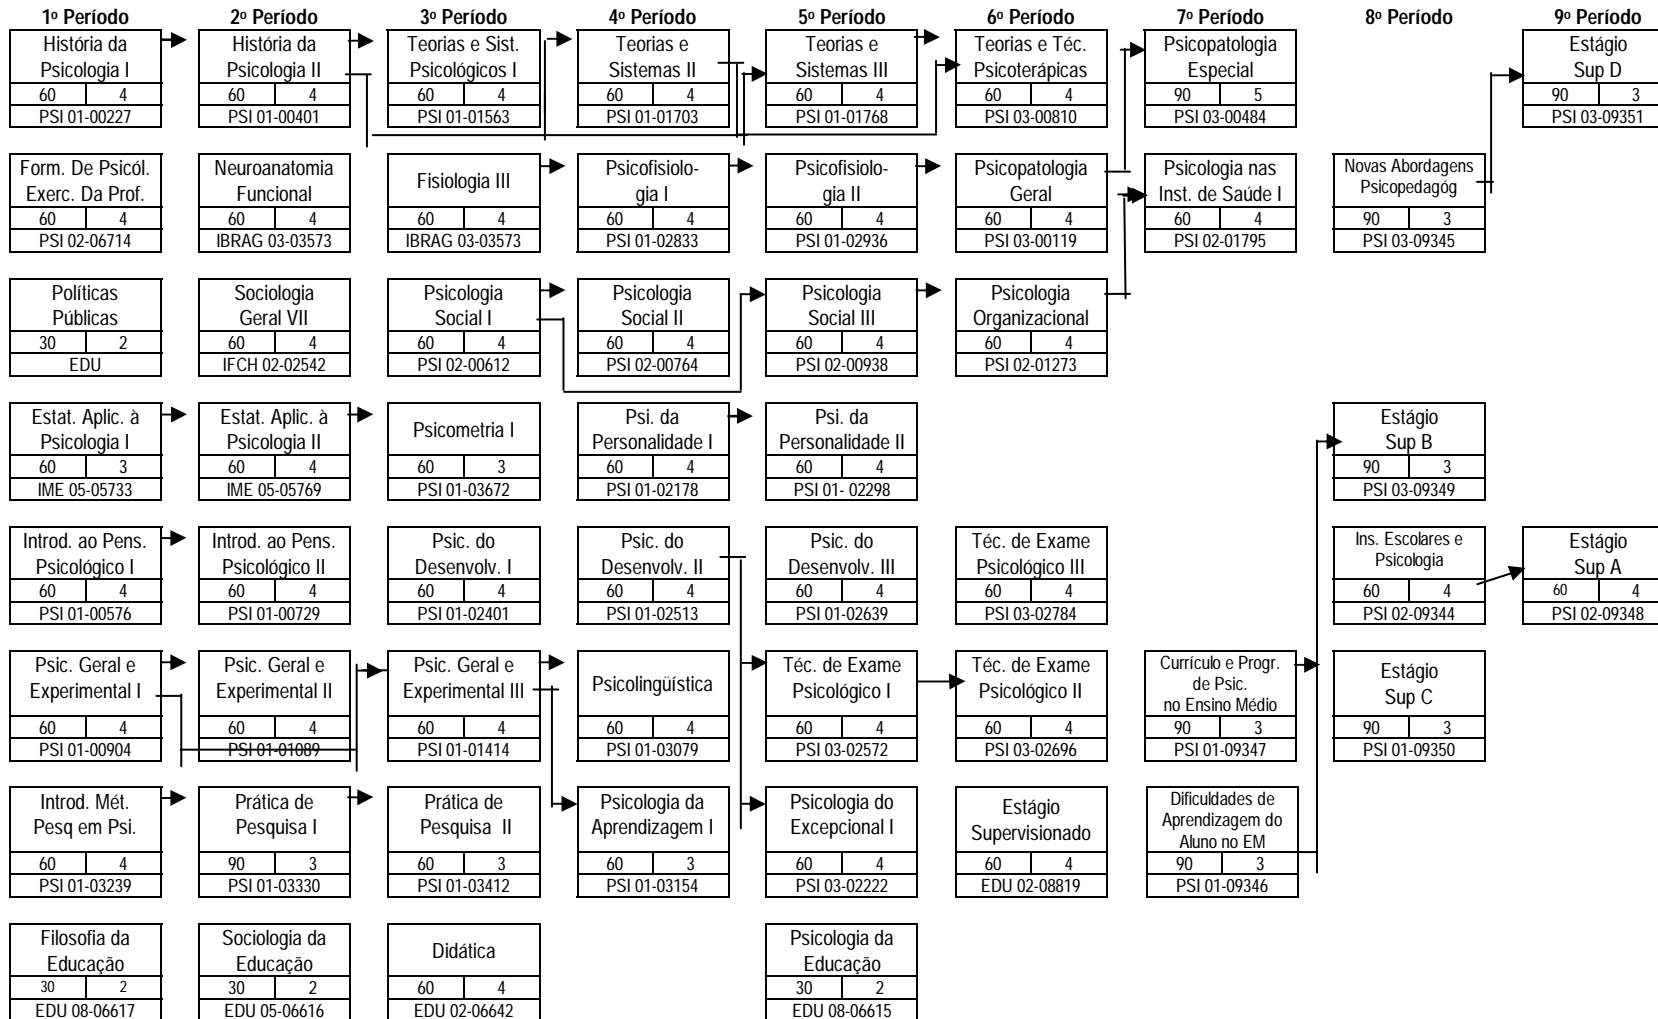 1º Período 2º Período 3º Período 4º Período 5º Período 6º Período 7º Período 8º Período 9º Período
História da
Psicologia I
60 4
PSI 01-00227
História da
Psicologia II
60 4
PSI 01-00401
Teorias e Sist.
Psicológicos I
60 4
PSI 01-01563
Teorias e
Sistemas II
60 4
PSI 01-01703
Teorias e
Sistemas III
60 4
PSI 01-01768
Teorias e Téc.
Psicoterápicas
60 4
PSI 03-00810
Psicopatologia
Especial
90 5
PSI 03-00484
Estágio
Sup D
90 3
PSI 03-09351
Form. De Psicól.
Exerc. Da Prof.
60 4
PSI 02-06714
Neuroanatomia
Funcional
60 4
IBRAG 03-03573
Fisiologia III
60 4
IBRAG 03-03573
Psicofisiolo-
gia I
60 4
PSI 01-02833
Psicofisiolo-
gia II
60 4
PSI 01-02936
Psicopatologia
Geral
60 4
PSI 03-00119
Psicologia nas
Inst. de Saúde I
60 4
PSI 02-01795
Novas Abordagens
Psicopedagóg
90 3
PSI 03-09345
Políticas
Públicas
30 2
EDU
Sociologia
Geral VII
60 4
IFCH 02-02542
Psicologia
Social I
60 4
PSI 02-00612
Psicologia
Social II
60 4
PSI 02-00764
Psicologia
Social III
60 4
PSI 02-00938
Psicologia
Organizacional
60 4
PSI 02-01273
Estat. Aplic. à
Psicologia I
60 3
IME 05-05733
Estat. Aplic. à
Psicologia II
60 4
IME 05-05769
Psicometria I
60 3
PSI 01-03672
Psi. da
Personalidade I
60 4
PSI 01-02178
Psi. da
Personalidade II
60 4
PSI 01- 02298
Estágio
Sup B
90 3
PSI 03-09349
Introd. ao Pens.
Psicológico I
60 4
PSI 01-00576
Introd. ao Pens.
Psicológico II
60 4
PSI 01-00729
Psic. do
Desenvolv. I
60 4
PSI 01-02401
Psic. do
Desenvolv. II
60 4
PSI 01-02513
Psic. do
Desenvolv. III
60 4
PSI 01-02639
Téc. de Exame
Psicológico III
60 4
PSI 03-02784
Ins. Escolares e
Psicologia
60 4
PSI 02-09344
Estágio
Sup A
60 4
PSI 02-09348
Psic. Geral e
Experimental I
60 4
PSI 01-00904
Psic. Geral e
Experimental II
60 4
PSI 01-01089
Psic. Geral e
Experimental III
60 4
PSI 01-01414
Psicolingüística
60 4
PSI 01-03079
Téc. de Exame
Psicológico I
60 4
PSI 03-02572
Téc. de Exame
Psicológico II
60 4
PSI 03-02696
Currículo e Progr.
de Psic.
no Ensino Médio
90 3
PSI 01-09347
Estágio
Sup C
90 3
PSI 01-09350
Introd. Mét.
Pesq em Psi.
60 4
PSI 01-03239
Prática de
Pesquisa I
90 3
PSI 01-03330
Prática de
Pesquisa II
60 3
PSI 01-03412
Psicologia da
Aprendizagem I
60 3
PSI 01-03154
Psicologia do
Excepcional I
60 4
PSI 03-02222
Estágio
Supervisionado
60 4
EDU 02-08819
Dificuldades de
Aprendizagem do
Aluno no EM
90 3
PSI 01-09346
Filosofia da
Educação
30 2
EDU 08-06617
Sociologia da
Educação
30 2
EDU 05-06616
Didática
60 4
EDU 02-06642
Psicologia da
Educação
30 2
EDU 08-06615